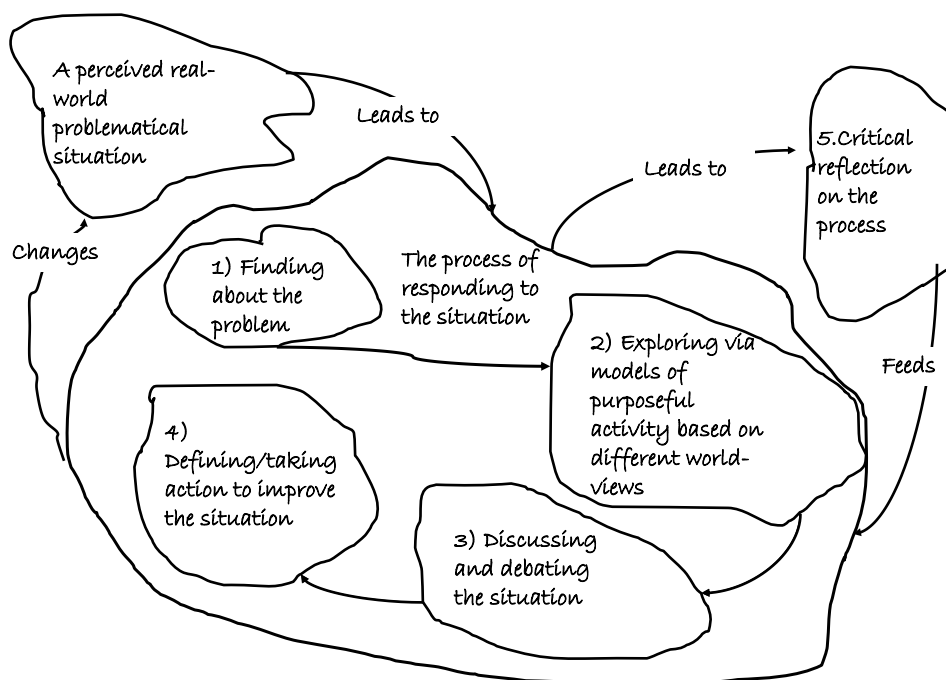 A perceived real-
world
problematical
situation
Leads to
Leads to
5.Critical
reflection
on the
process
Changes
1) Finding
about the
problem
The process of
responding to
the situation
2) Exploring via
models of
purposeful
activity based on
different world-
views
Feeds
4)
Defining/taking
action to improve
the situation
3) Discussing
and debating
the situation